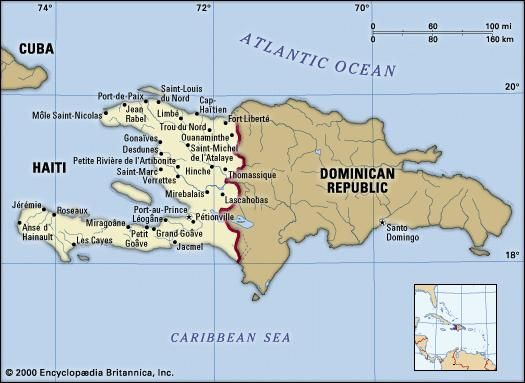 74
72
70
0 60 100 mi
0 80 160 km
CUBA
ATLANTIC OCEAN
20
20
Port-de-Paix
Saint-Louis
du Nord
Cap-
Haïtien
Jean
Rabel
Limbé
Fort Liberté
Môle Saint-Nicolas
Trou du Nord
Ouanaminthe
Gonaïves
Saint-Michel
de l'Atalaye
Desdunes
HAITI
Petite Rivière de l'Artibonite
Hinche
Thomassique
Saint-Marc
Verrettes
DOMINICAN
REPUBLIC
Mirebalais
Lascahobas
Jérémie
Roseaux
Port-au-Prince
Pétionville
Léogâne
Miragoâne
Anse d'
Hainault
Petit
Goâve
Grand Goâve
Les Cayes
Jacmel
Santo
Domingo
18
18
CARIBBEAN SEA
© 2000 Encyclopædia Britannica, Inc.
72
70